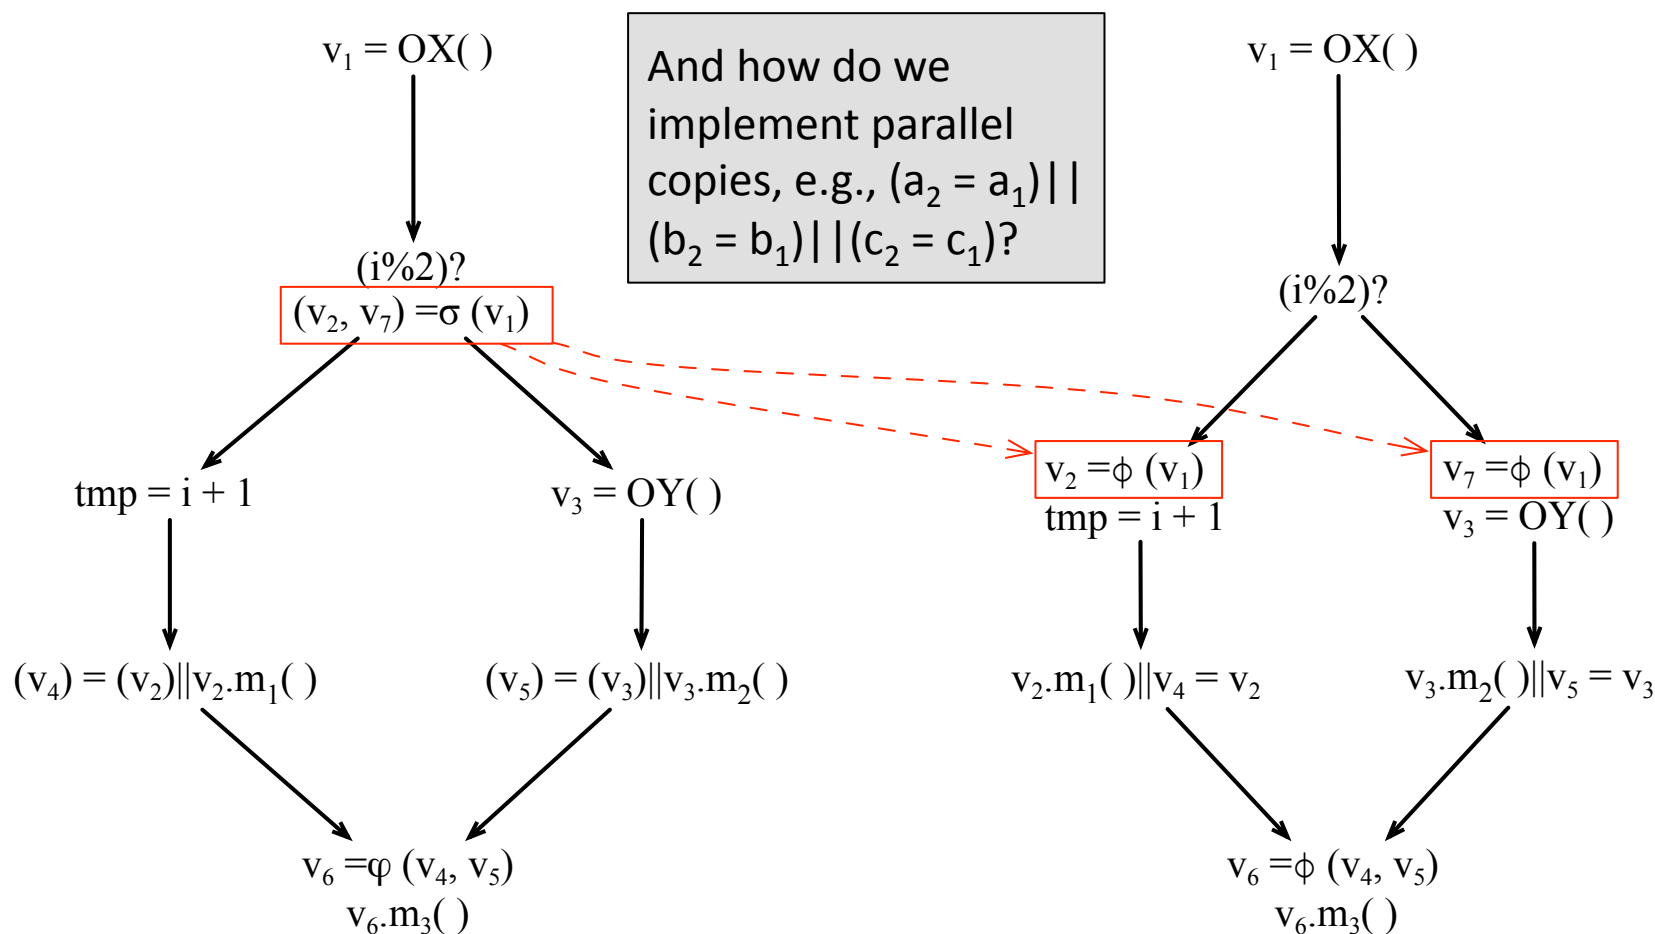 v₁ = OX( )
(i%2)?
(v₂, v₇) =σ (v₁)
tmp = i + 1
v₃ = OY( )
(v₄) = (v₂)||v₂.m₁( )
(v₅) = (v₃)||v₃.m₂( )
v₆ =φ (v₄, v₅)
v₆.m₃( )
And how do we
implement parallel
copies, e.g., (a₂ = a₁)||
(b₂ = b₁)||(c₂ = c₁)?
v₁ = OX( )
(i%2)?
v₂ =ϕ (v₁)
tmp = i + 1
v₇ =ϕ (v₁)
v₃ = OY( )
v₂.m₁( )||v₄ = v₂
v₃.m₂( )||v₅ = v₃
v₆ =ϕ (v₄, v₅)
v₆.m₃( )